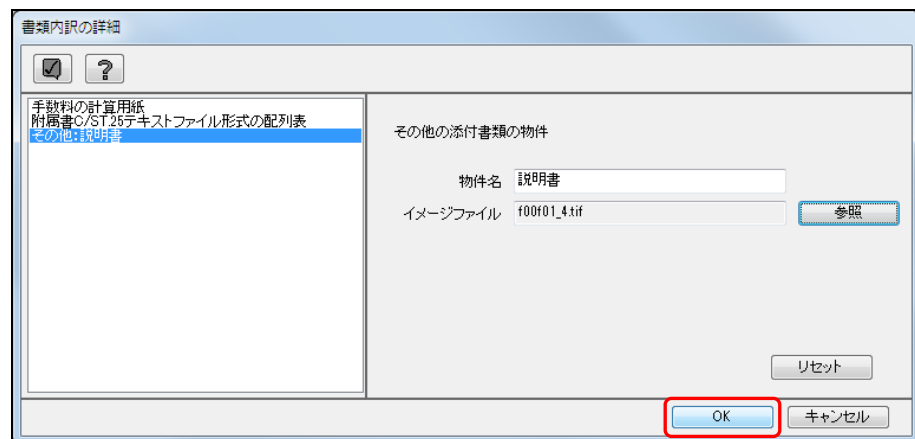 書類内訳の詳細
手数料の計算用紙
附属書C/ST.25テキストファイル形式の配列表
その他:説明書
その他の添付書類の物件
物件名 説明書
イメージファイル f00f01_4.tif 参照
リセット
OK キャンセル